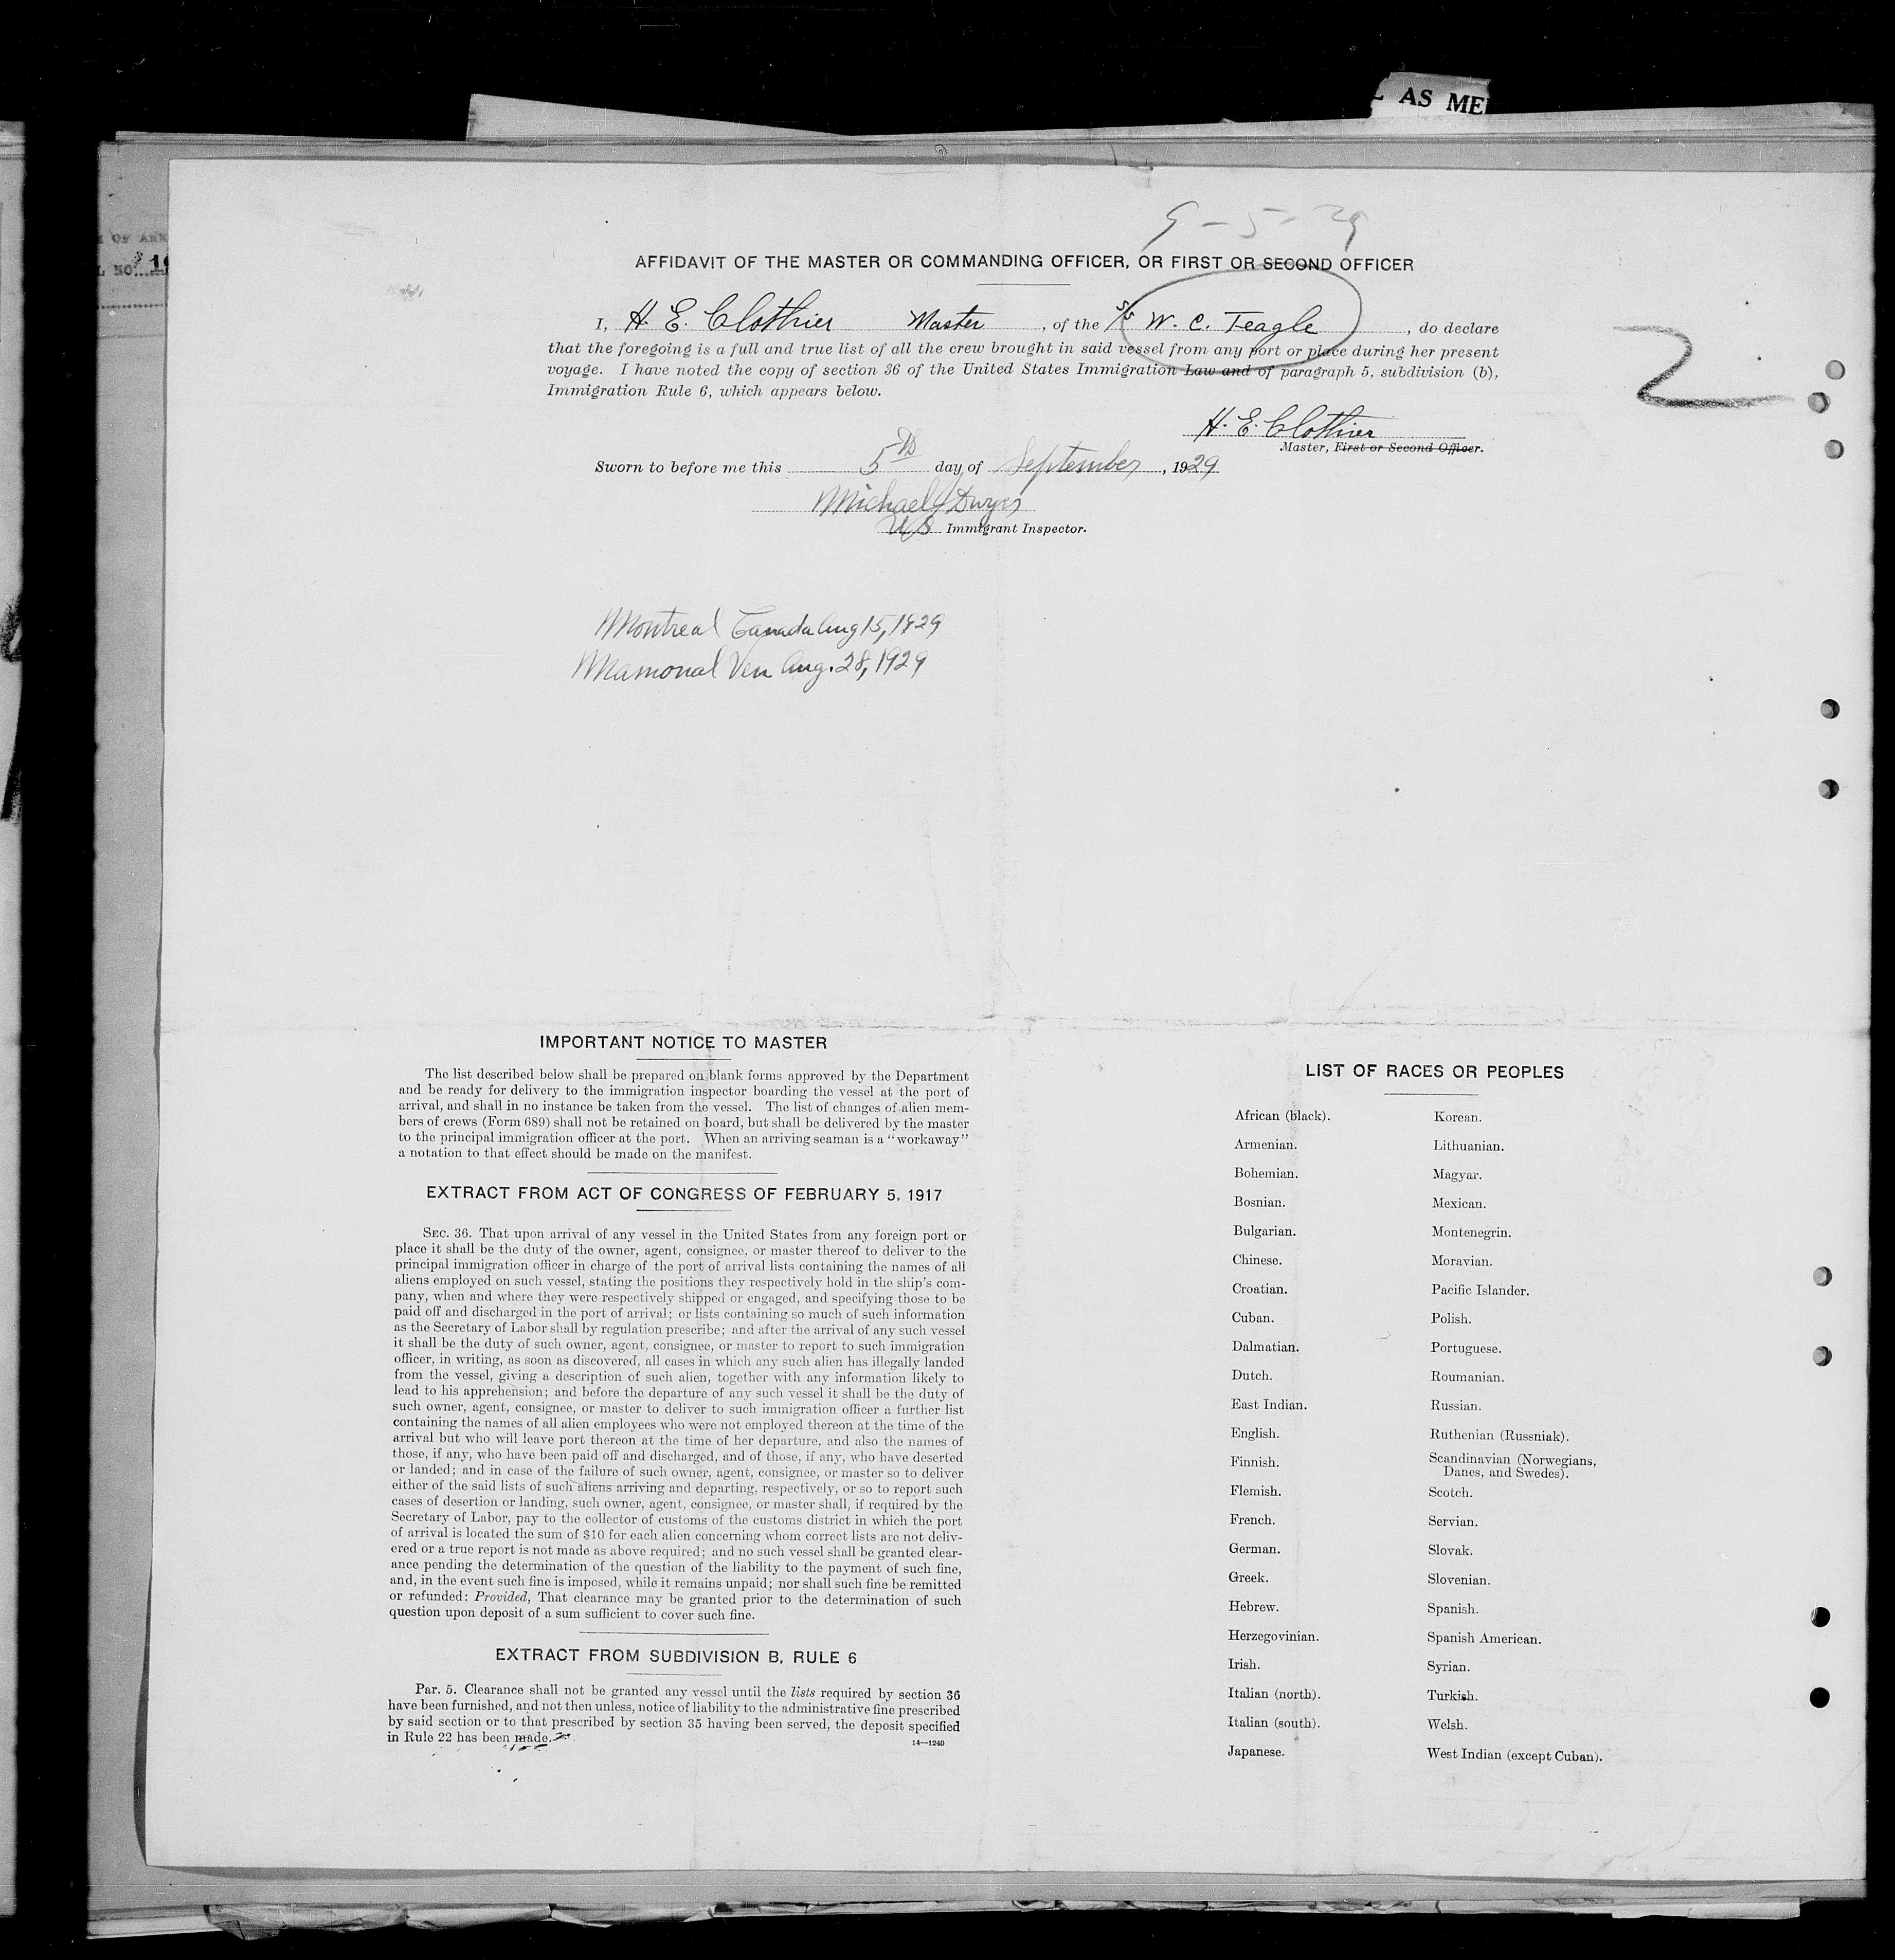 L AS ME
9-5-29
AFFIDAVIT OF THE MASTER OR COMMANDING OFFICER, OR FIRST OR SECOND OFFICER
I, H. E. Clothier Master, of the S/S W. C. Teagle, do declare
that the foregoing is a full and true list of all the crew brought in said vessel from any port or place during her present
voyage. I have noted the copy of section 36 of the United States Immigration Law and of paragraph 5, subdivision (b),
Immigration Rule 6, which appears below.
2
H. E. Clothier
Master, First or Second Officer.
Sworn to before me this 5th day of September, 1929
Michael J Dwyer
US Immigrant Inspector.
Montreal Canada Aug 15, 1929
Mamonal Ven Aug. 28, 1929
IMPORTANT NOTICE TO MASTER
The list described below shall be prepared on blank forms approved by the Department
and be ready for delivery to the immigration inspector boarding the vessel at the port of
arrival, and shall in no instance be taken from the vessel. The list of changes of alien mem-
bers of crews (Form 689) shall not be retained on board, but shall be delivered by the master
to the principal immigration officer at the port. When an arriving seaman is a "workaway"
a notation to that effect should be made on the manifest.
EXTRACT FROM ACT OF CONGRESS OF FEBRUARY 5, 1917
SEC. 36. That upon arrival of any vessel in the United States from any foreign port or
place it shall be the duty of the owner, agent, consignee, or master thereof to deliver to the
principal immigration officer in charge of the port of arrival lists containing the names of all
aliens employed on such vessel, stating the positions they respectively hold in the ship's com-
pany, when and where they were respectively shipped or engaged, and specifying those to be
paid off and discharged in the port of arrival; or lists containing so much of such information
as the Secretary of Labor shall by regulation prescribe; and after the arrival of any such vessel
it shall be the duty of such owner, agent, consignee, or master to report to such immigration
officer, in writing, as soon as discovered, all cases in which any such alien has illegally landed
from the vessel, giving a description of such alien, together with any information likely to
lead to his apprehension; and before the departure of any such vessel it shall be the duty of
such owner, agent, consignee, or master to deliver to such immigration officer a further list
containing the names of all alien employees who were not employed thereon at the time of the
arrival but who will leave port thereon at the time of her departure, and also the names of
those, if any, who have been paid off and discharged, and of those, if any, who have deserted
or landed; and in case of the failure of such owner, agent, consignee, or master so to deliver
either of the said lists of such aliens arriving and departing, respectively, or so to report such
cases of desertion or landing, such owner, agent, consignee, or master shall, if required by the
Secretary of Labor, pay to the collector of customs of the customs district in which the port
of arrival is located the sum of $10 for each alien concerning whom correct lists are not deliv-
ered or a true report is not made as above required; and no such vessel shall be granted clear-
ance pending the determination of the question of the liability to the payment of such fine,
and, in the event such fine is imposed, while it remains unpaid; nor shall such fine be remitted
or refunded: Provided, That clearance may be granted prior to the determination of such
question upon deposit of a sum sufficient to cover such fine.
EXTRACT FROM SUBDIVISION B, RULE 6
Par. 5. Clearance shall not be granted any vessel until the lists required by section 36
have been furnished, and not then unless, notice of liability to the administrative fine prescribed
by said section or to that prescribed by section 35 having been served, the deposit specified
in Rule 22 has been made.
14—1240
LIST OF RACES OR PEOPLES
African (black).
Armenian.
Bohemian.
Bosnian.
Bulgarian.
Chinese.
Croatian.
Cuban.
Dalmatian.
Dutch.
East Indian.
English.
Finnish.
Flemish.
French.
German.
Greek.
Hebrew.
Herzegovinian.
Irish.
Italian (north).
Italian (south).
Japanese.
Korean.
Lithuanian.
Magyar.
Mexican.
Montenegrin.
Moravian.
Pacific Islander.
Polish.
Portuguese.
Roumanian.
Russian.
Ruthenian (Russniak).
Scandinavian (Norwegians,
Danes, and Swedes).
Scotch.
Servian.
Slovak.
Slovenian.
Spanish.
Spanish American.
Syrian.
Turkish.
Welsh.
West Indian (except Cuban).